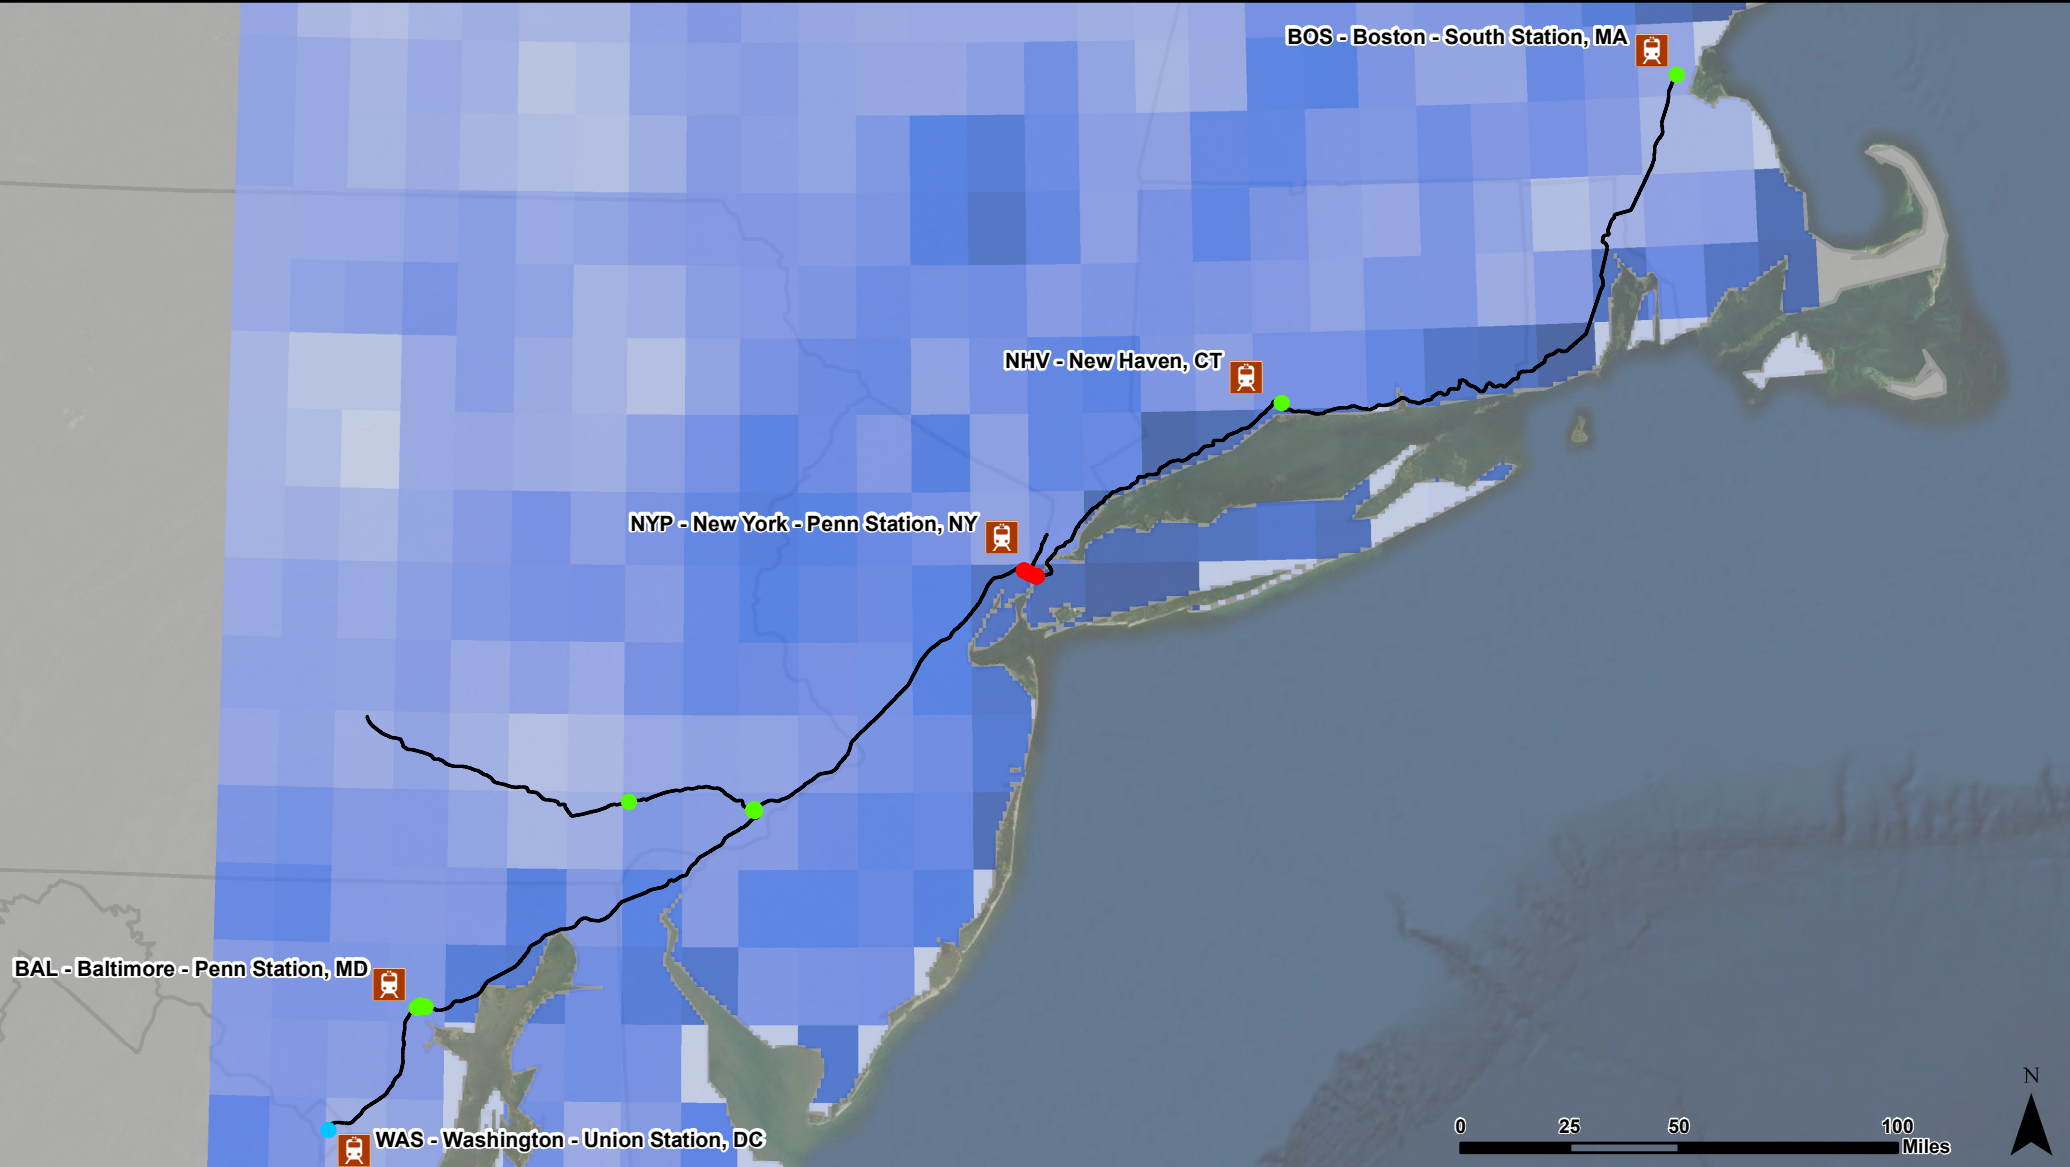 BOS - Boston - South Station, MA
NHV - New Haven, CT
NYP - New York - Penn Station, NY
BAL - Baltimore - Penn Station, MD
WAS - Washington - Union Station, DC
N
0 25 50 100
Miles